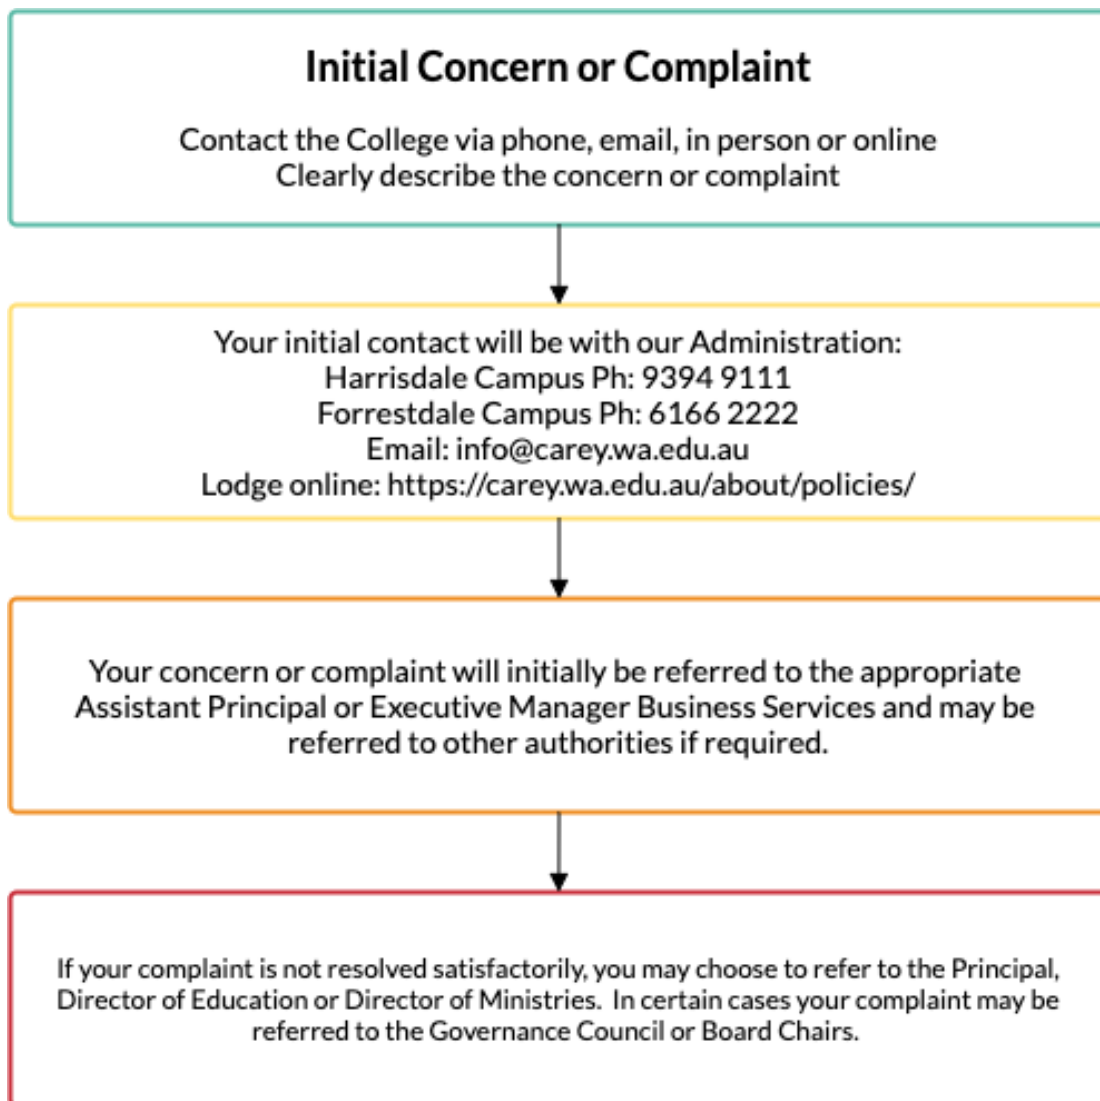 Initial Concern or Complaint
Contact the College via phone, email, in person or online
Clearly describe the concern or complaint
Your initial contact will be with our Administration:
Harrisdale Campus Ph: 9394 9111
Forrestdale Campus Ph: 6166 2222
Email: info@carey.wa.edu.au
Lodge online: https://carey.wa.edu.au/about/policies/
Your concern or complaint will initially be referred to the appropriate
Assistant Principal or Executive Manager Business Services and may be
referred to other authorities if required.
If your complaint is not resolved satisfactorily, you may choose to refer to the Principal,
Director of Education or Director of Ministries.  In certain cases your complaint may be
referred to the Governance Council or Board Chairs.